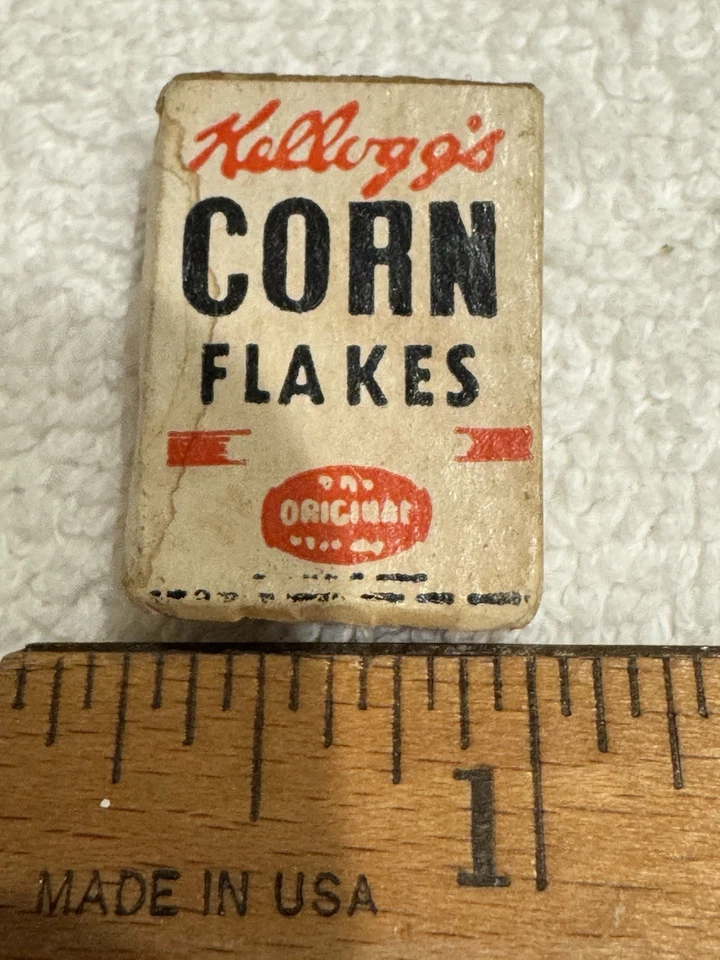 Kellogg's
CORN
FLAKES
ORIGINAL
1
MADE IN USA